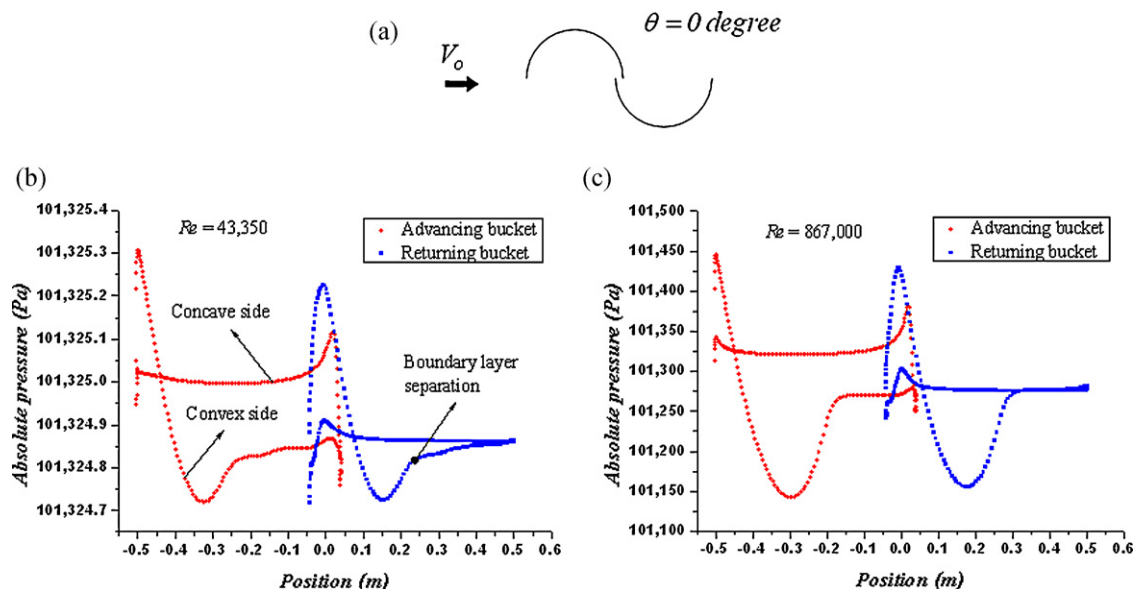 (a)
θ = 0 degree
V₀
(b)
(c)
101,325.4
101,325.3
101,325.2
101,325.1
101,325.0
101,324.9
101,324.8
101,324.7
Absolute pressure (Pa)
Re = 43,350
Advancing bucket
Returning bucket
Concave side
Convex side
Boundary layer
separation
-0.5 -0.4 -0.3 -0.2 -0.1 0.0 0.1 0.2 0.3 0.4 0.5 0.6
Position (m)
101,500
101,450
101,400
101,350
101,300
101,250
101,200
101,150
101,100
Absolute pressure (Pa)
Re = 867,000
Advancing bucket
Returning bucket
-0.5 -0.4 -0.3 -0.2 -0.1 0.0 0.1 0.2 0.3 0.4 0.5 0.6
Position (m)